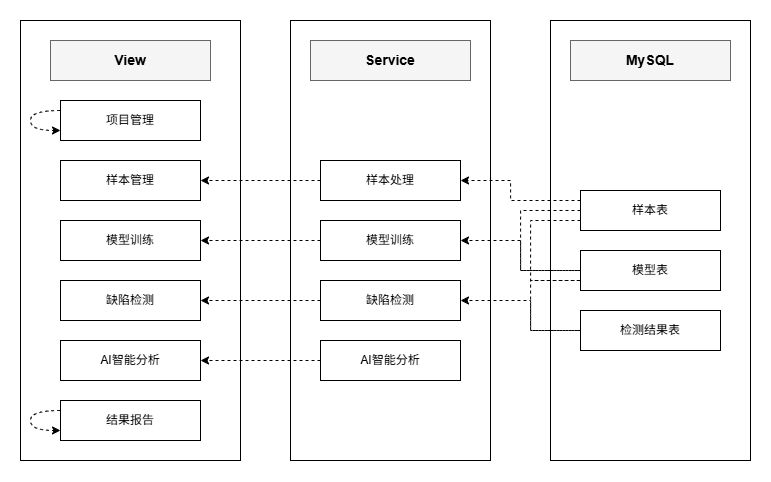 View
项目管理
样本管理
模型训练
缺陷检测
AI智能分析
结果报告
Service
样本处理
模型训练
缺陷检测
AI智能分析
MySQL
样本表
模型表
检测结果表